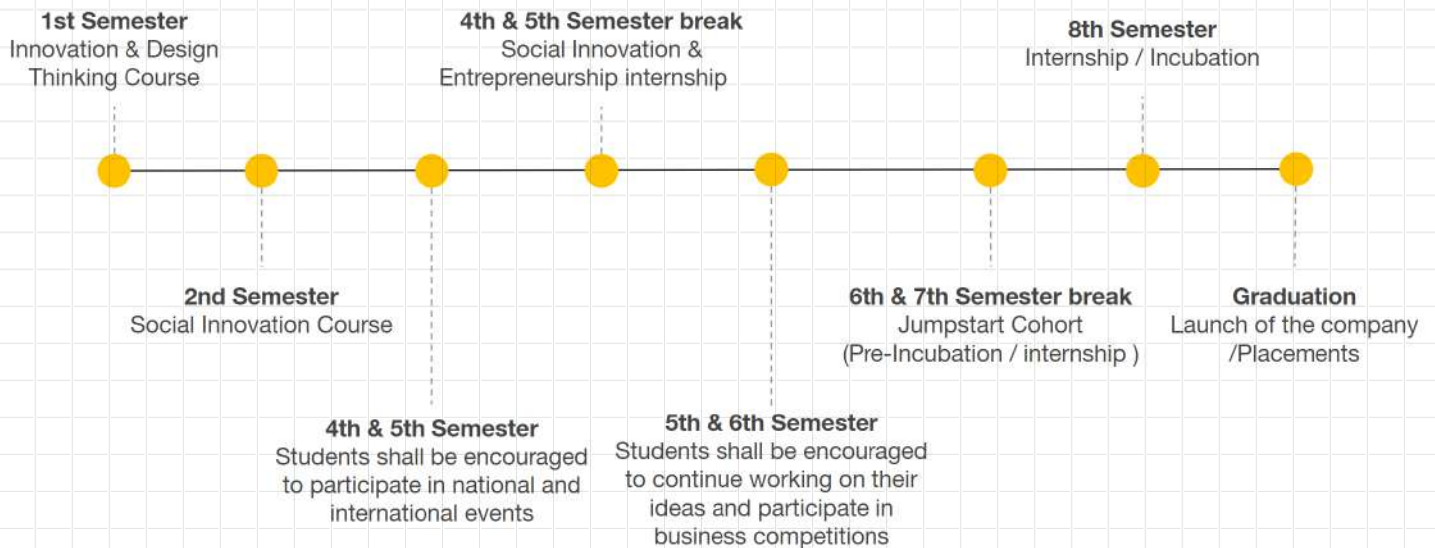 1st Semester
Innovation & Design
Thinking Course
4th & 5th Semester break
Social Innovation &
Entrepreneurship internship
8th Semester
Internship / Incubation
2nd Semester
Social Innovation Course
6th & 7th Semester break
Jumpstart Cohort
(Pre-Incubation / internship )
Graduation
Launch of the company
/Placements
4th & 5th Semester
Students shall be encouraged
to participate in national and
international events
5th & 6th Semester
Students shall be encouraged
to continue working on their
ideas and participate in
business competitions